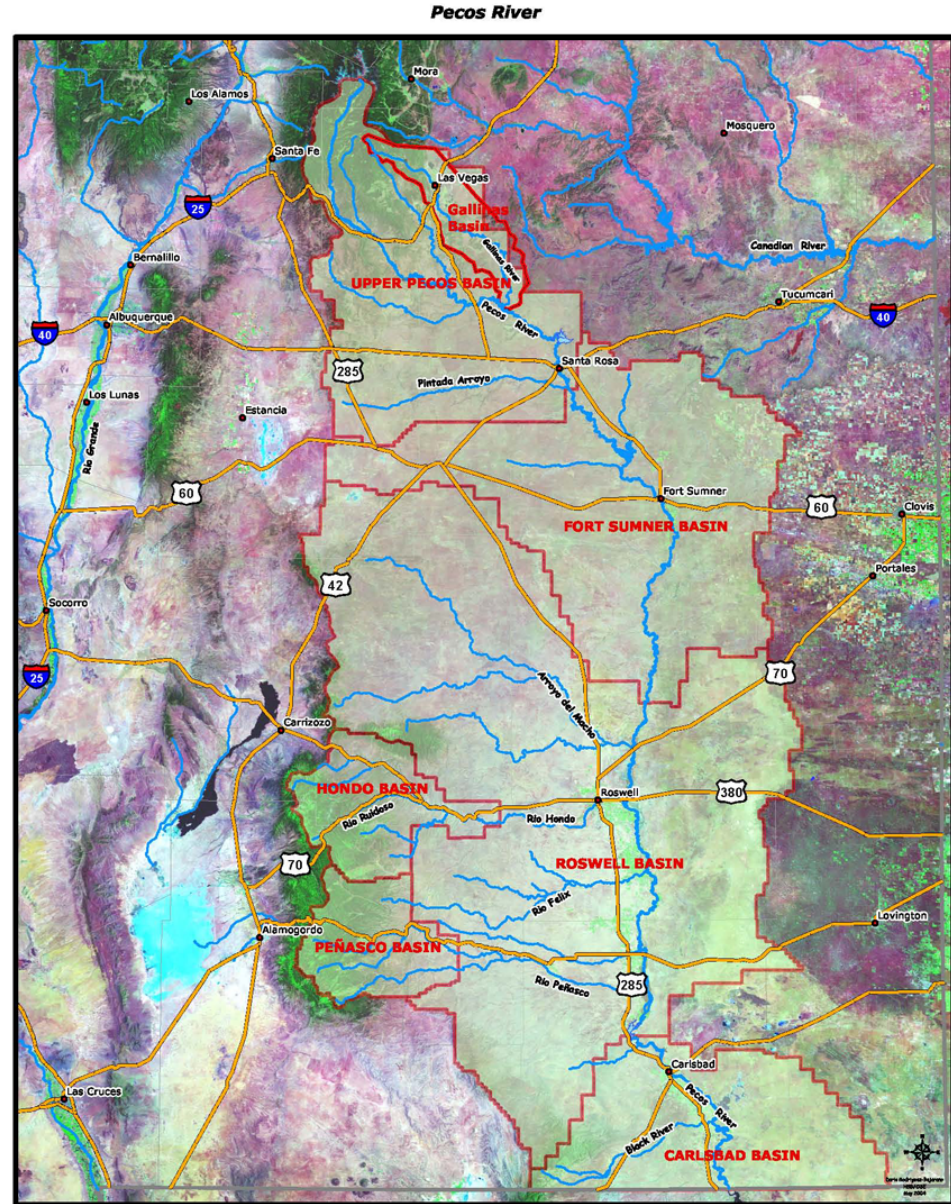 Pecos River
Mora
Los Alamos
Mosquero
Santa Fe
Las Vegas
25
Gallinas
Basin
Gallinas River
Canadian River
Bernalillo
UPPER PECOS BASIN
Tucumcari
Pecos River
Albuquerque
40
40
Santa Rosa
285
Pintada Arroyo
Los Lunas
Estancia
Rio Grande
60
Fort Sumner
60
Clovis
FORT SUMNER BASIN
Portales
42
Socorro
25
70
Arroyo del Macho
Carrizozo
HONDO BASIN
Roswell
380
Rio Ruidoso
Rio Hondo
70
ROSWELL BASIN
Rio Felix
Lovington
Alamogordo
PEÑASCO BASIN
Rio Peñasco
285
Carlsbad
Las Cruces
Pecos River
Black River
CARLSBAD BASIN